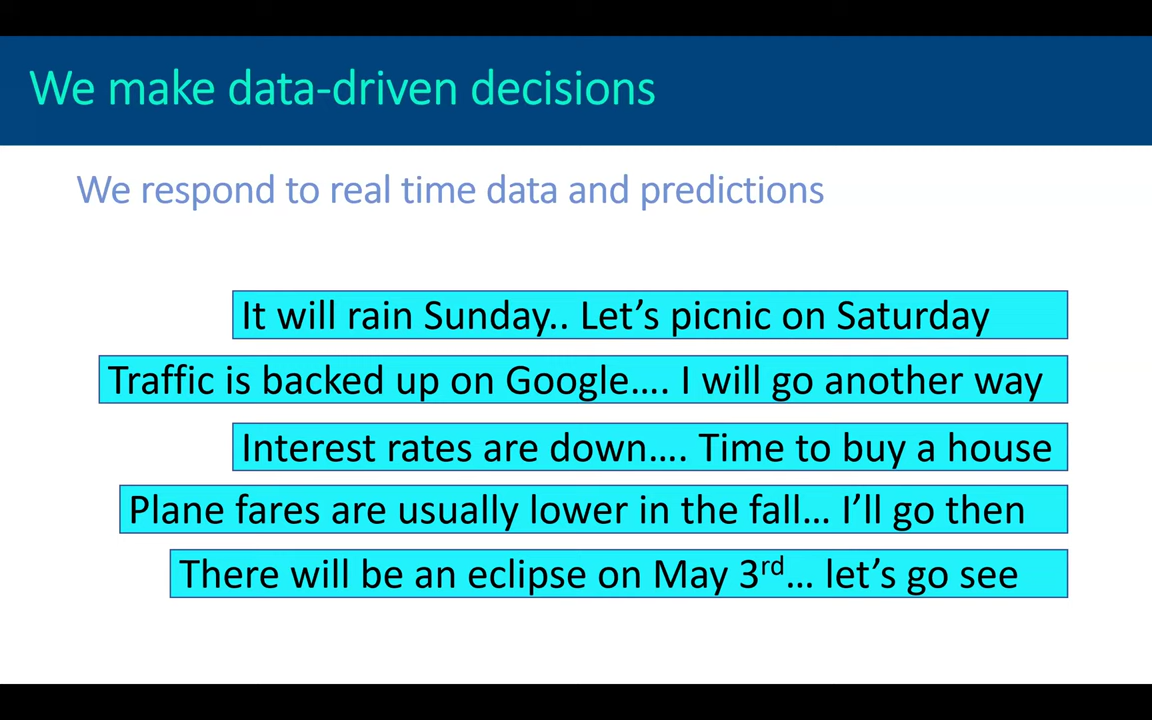 We make data-driven decisions
We respond to real time data and predictions
It will rain Sunday.. Let’s picnic on Saturday
Traffic is backed up on Google…. I will go another way
Interest rates are down…. Time to buy a house
Plane fares are usually lower in the fall… I’ll go then
There will be an eclipse on May 3rd… let’s go see